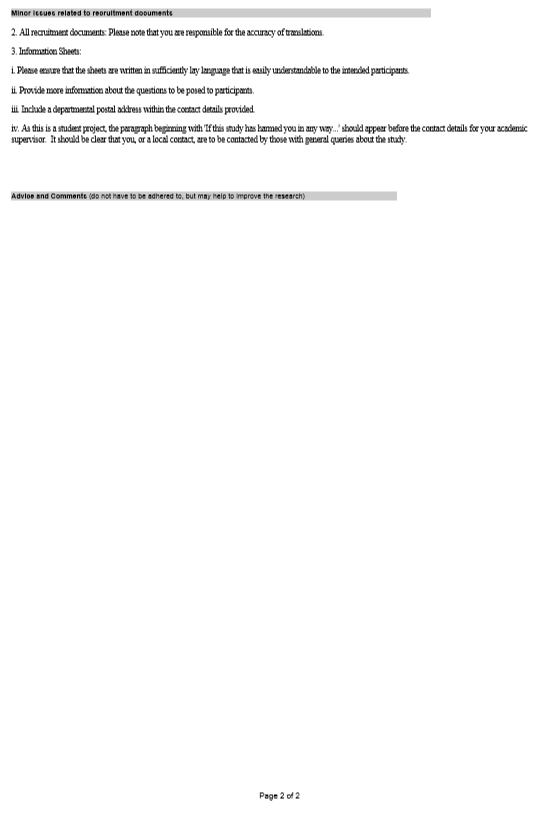 Minor issues related to recruitment documents
2. All recruitment documents: Please note that you are responsible for the accuracy of translations.
3. Information Sheets:
i. Please ensure that the sheets are written in sufficiently lay language that is easily understandable to the intended participants.
ii. Provide more information about the questions to be posed to participants.
iii. Include a departmental postal address within the contact details provided.
iv. As this is a student project, the paragraph beginning with 'If this study has harmed you in any way...' should appear before the contact details for your academic
supervisor. It should be clear that you, or a local contact, are to be contacted by those with general queries about the study.
Advice and Comments (do not have to be adhered to, but may help to improve the research)
Page 2 of 2